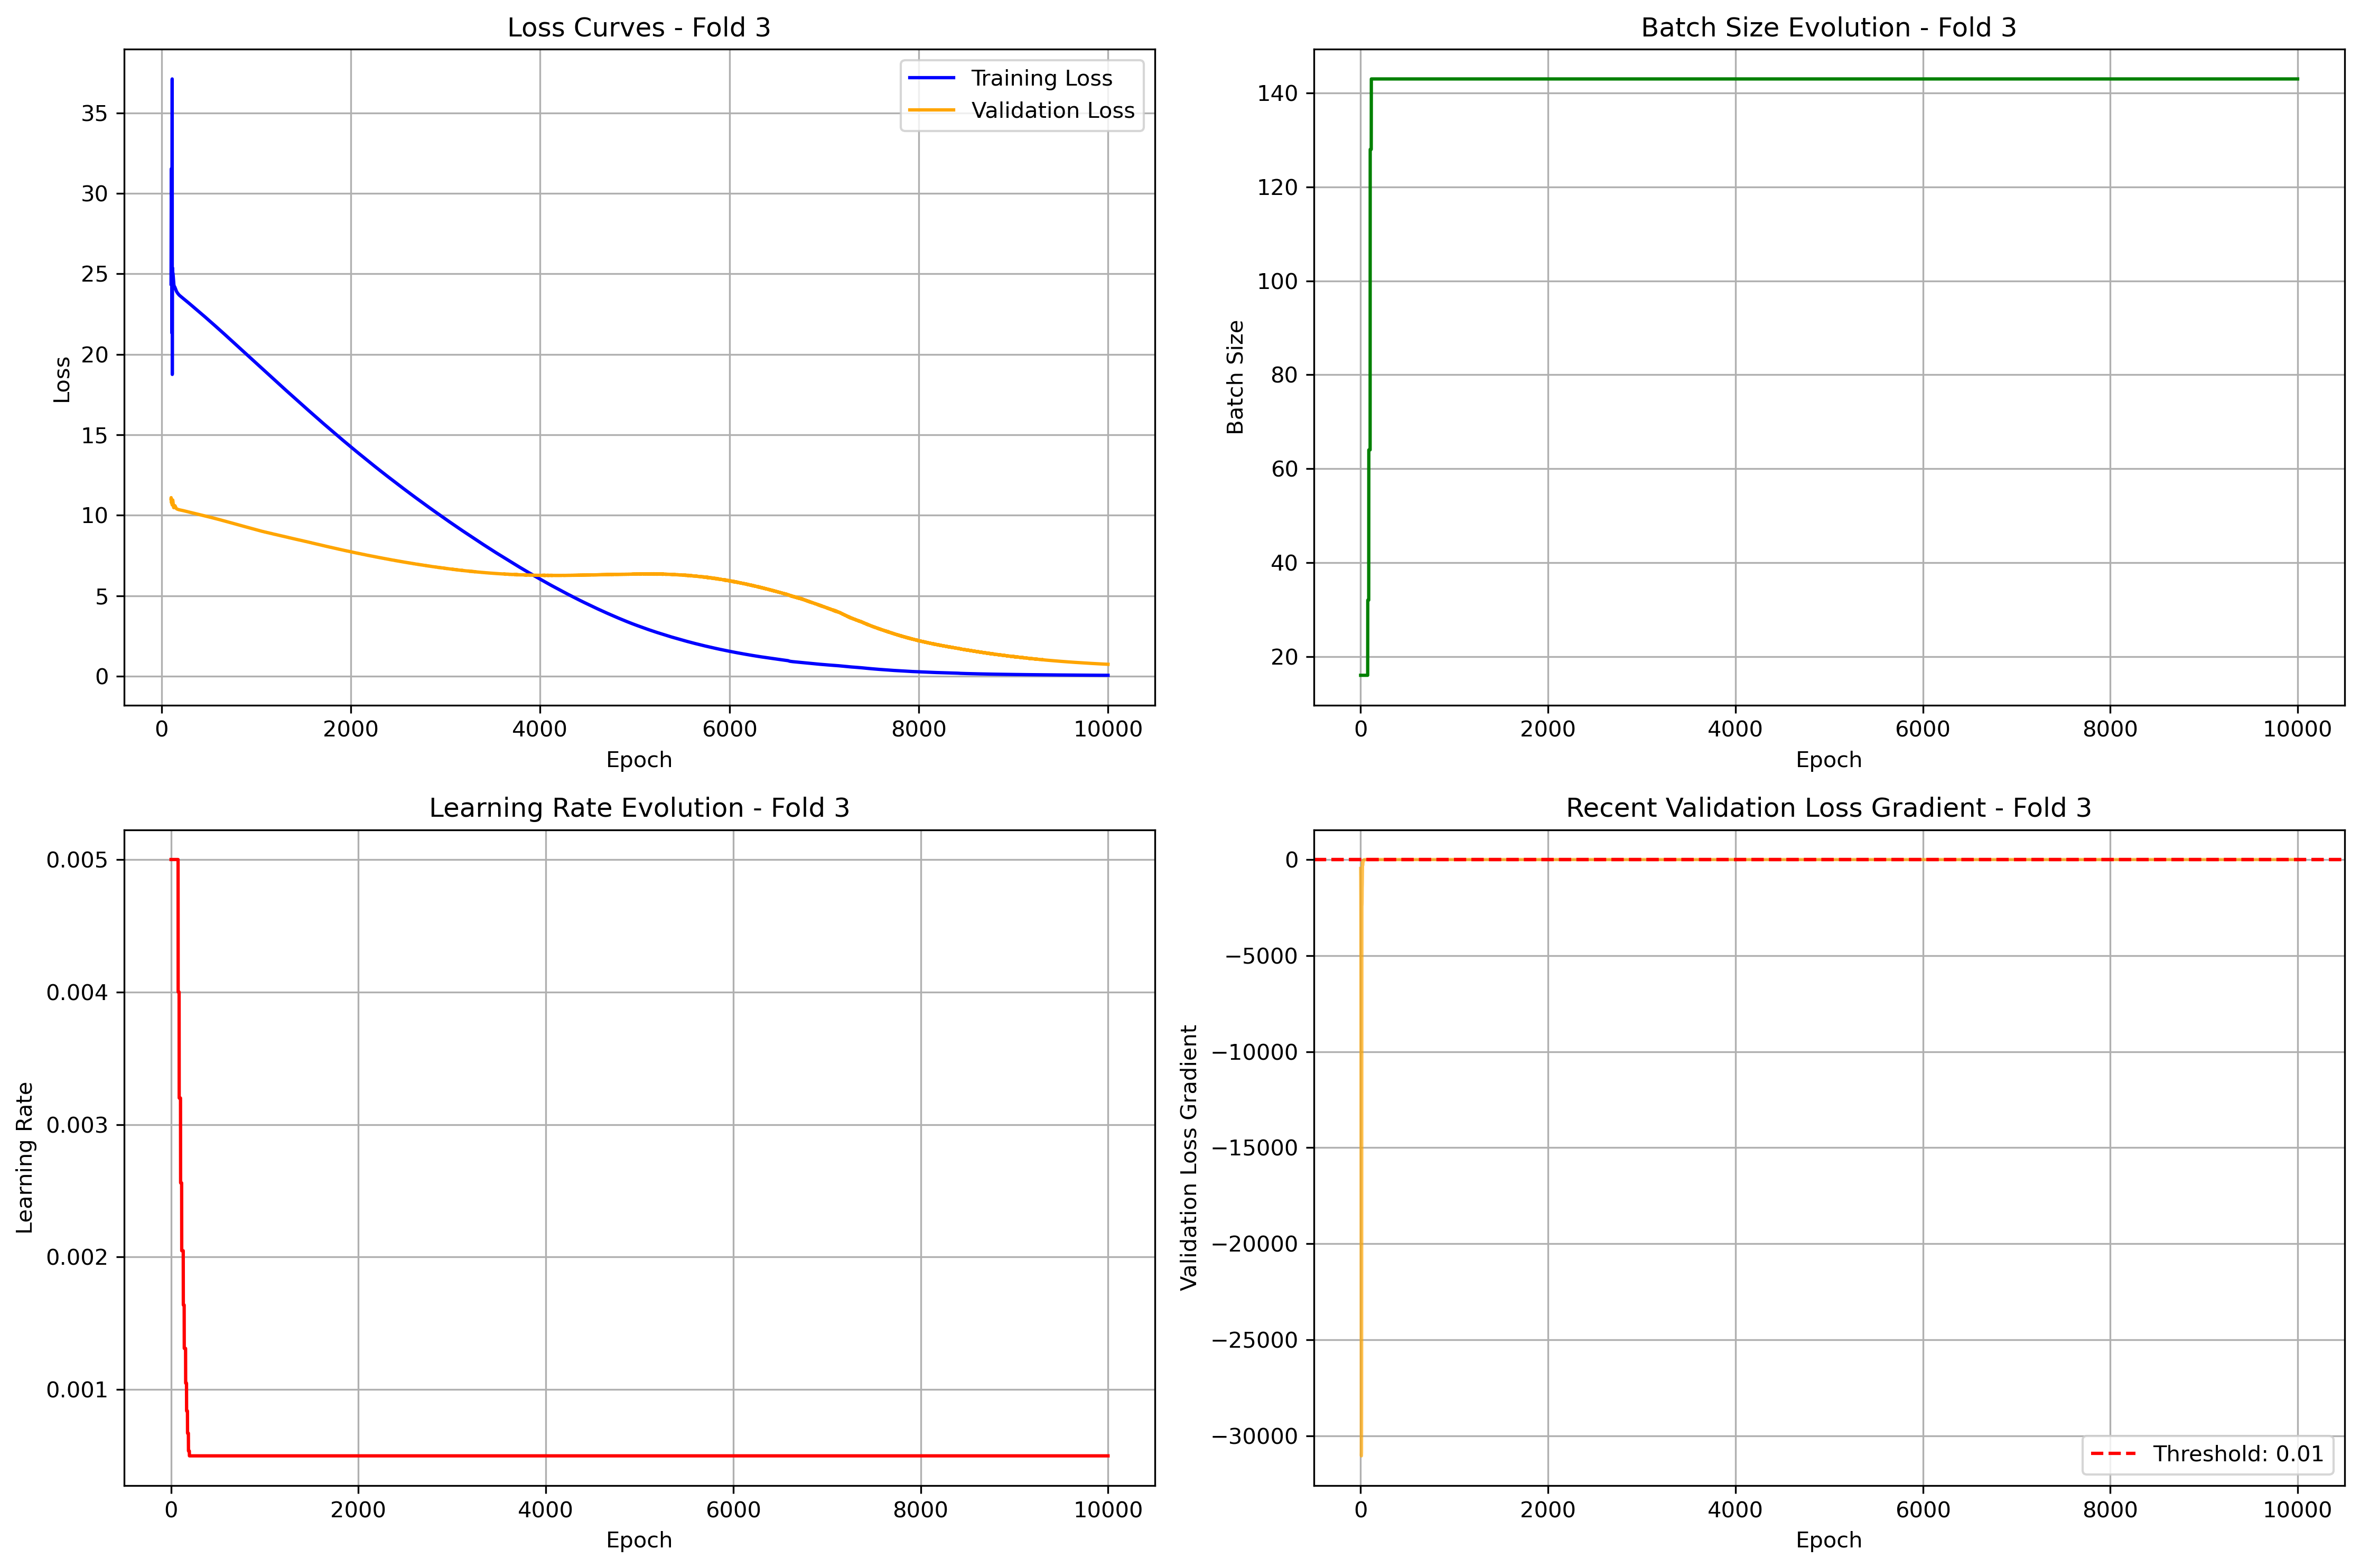 Loss Curves - Fold 3
Training Loss
Validation Loss
35
30
25
20
15
10
5
0
Loss
0 2000 4000 6000 8000 10000
Epoch
Batch Size Evolution - Fold 3
140
120
100
80
60
40
20
Batch Size
0 2000 4000 6000 8000 10000
Epoch
Learning Rate Evolution - Fold 3
0.005
0.004
0.003
0.002
0.001
Learning Rate
0 2000 4000 6000 8000 10000
Epoch
Recent Validation Loss Gradient - Fold 3
0
−5000
−10000
−15000
−20000
−25000
−30000
Validation Loss Gradient
Threshold: 0.01
0 2000 4000 6000 8000 10000
Epoch